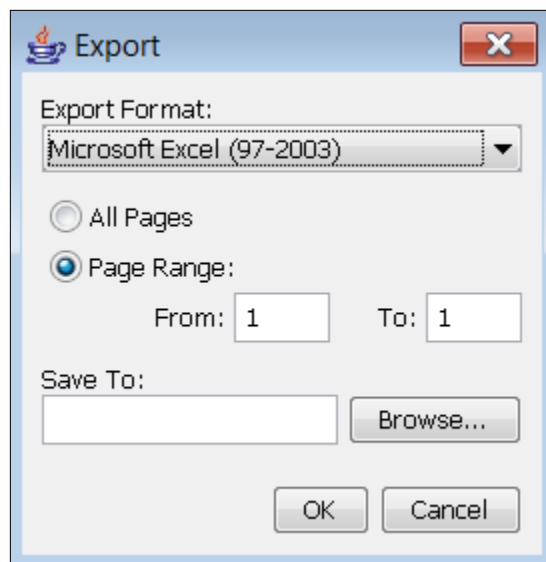 Export
Export Format:
Microsoft Excel (97-2003)
All Pages
Page Range:
From: 1 To: 1
Save To:
Browse...
OK Cancel